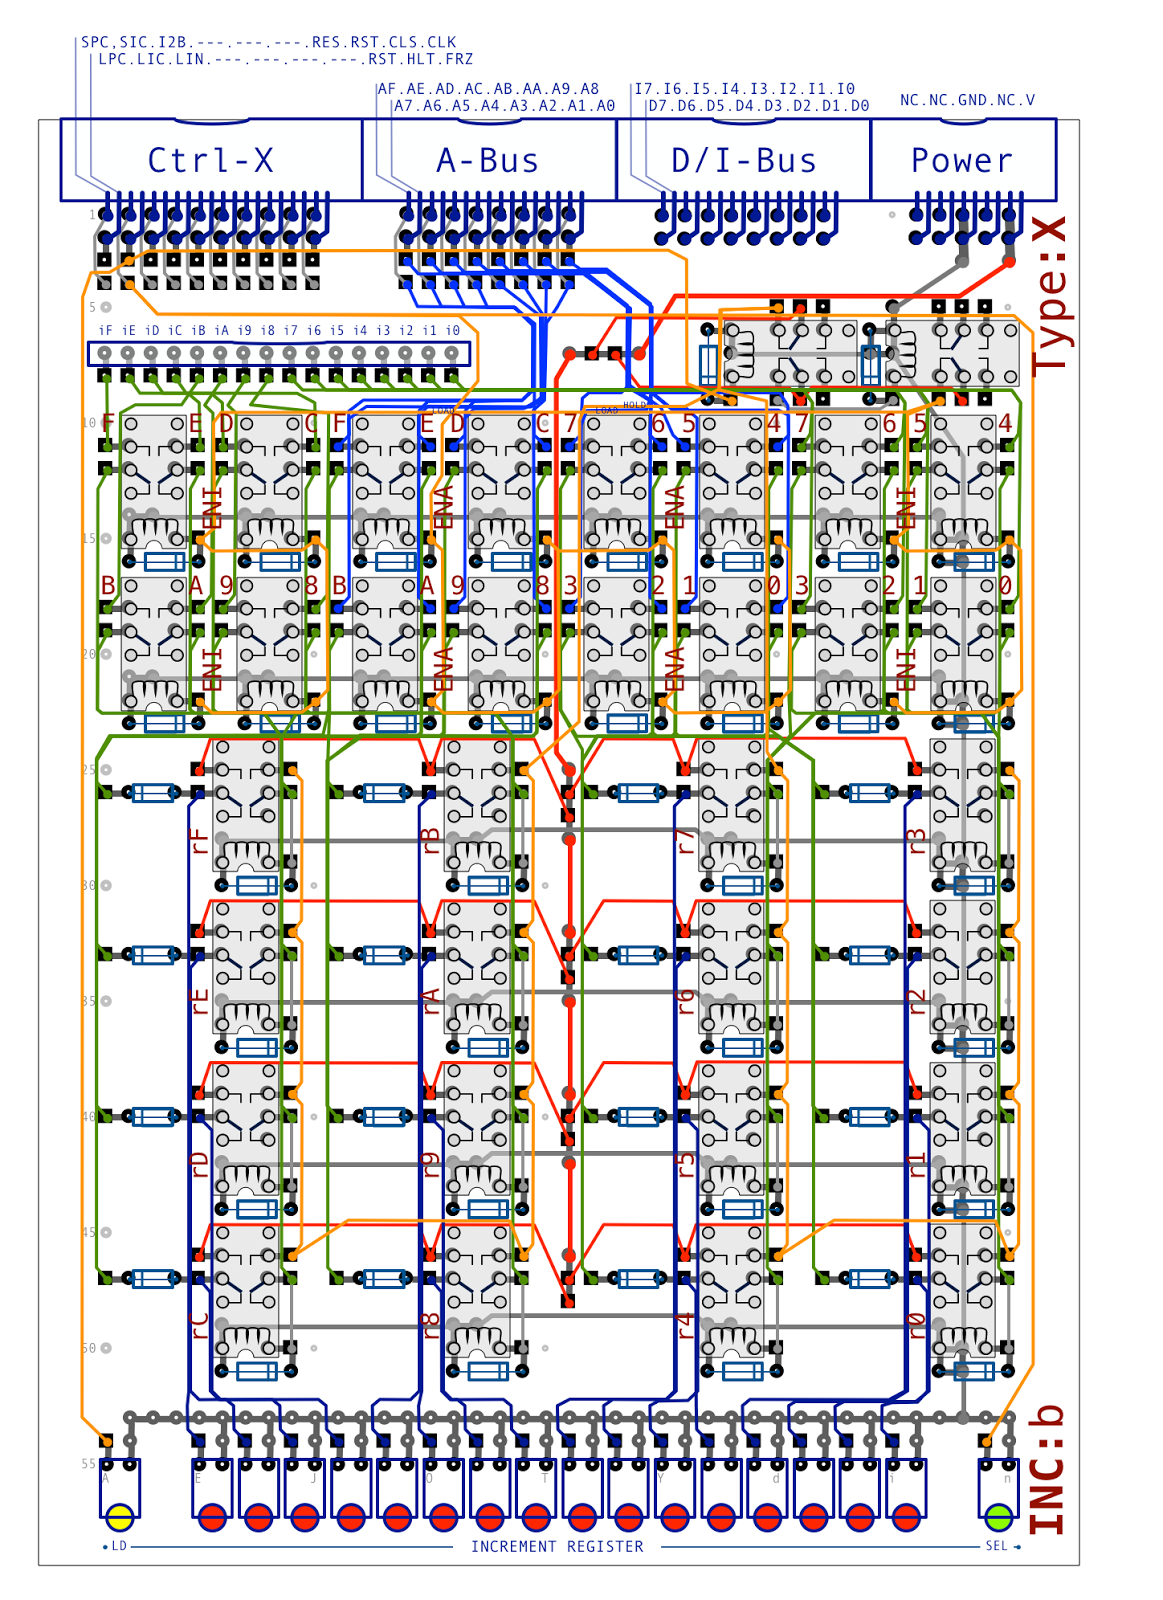 SPC,SIC.I2B.---.---.---.RES.RST.CLS.CLK
LPC.LIC.LIN.---.---.---.---.RST.HLT.FRZ
AF.AE.AD.AC.AB.AA.A9.A8
A7.A6.A5.A4.A3.A2.A1.A0
I7.I6.I5.I4.I3.I2.I1.I0
D7.D6.D5.D4.D3.D2.D1.D0
NC.NC.GND.NC.V
Ctrl-X
A-Bus
D/I-Bus
Power
Type:X
1
5
iF iE iD iC iB iA i9 i8 i7 i6 i5 i4 i3 i2 i1 i0
LOAD
LOAD
HOLD
10
F E D C F E D C 7 6 5 4 7 6 5 4
ENI ENA ENA ENI
15
B A 9 8 B A 9 8 3 2 1 0 3 2 1 0
ENI ENA ENA ENI
20
25
rF rB r7 r3
30
rE rA r6 r2
35
rD r9 r5 r1
40
45
rC r8 r4 r0
50
55
A E J O T Y d i n
INC:b
LD
INCREMENT REGISTER
SEL